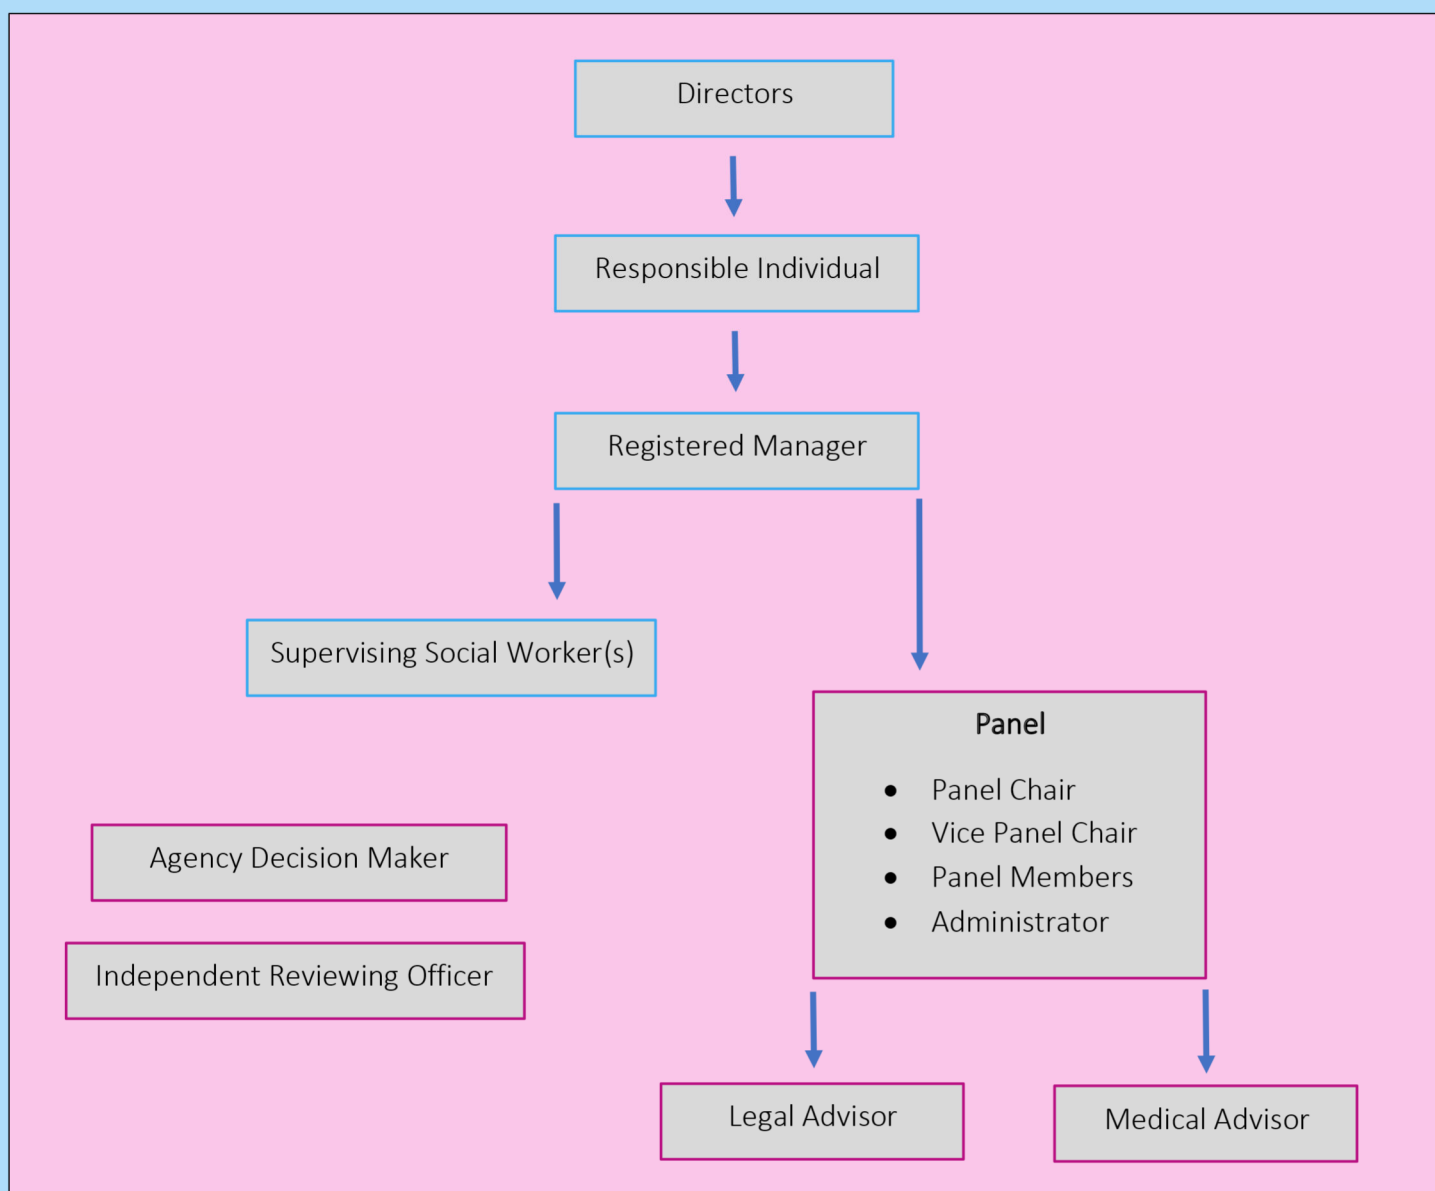 Directors
Responsible Individual
Registered Manager
Supervising Social Worker(s)
Panel
• Panel Chair
• Vice Panel Chair
• Panel Members
• Administrator
Agency Decision Maker
Independent Reviewing Officer
Legal Advisor
Medical Advisor